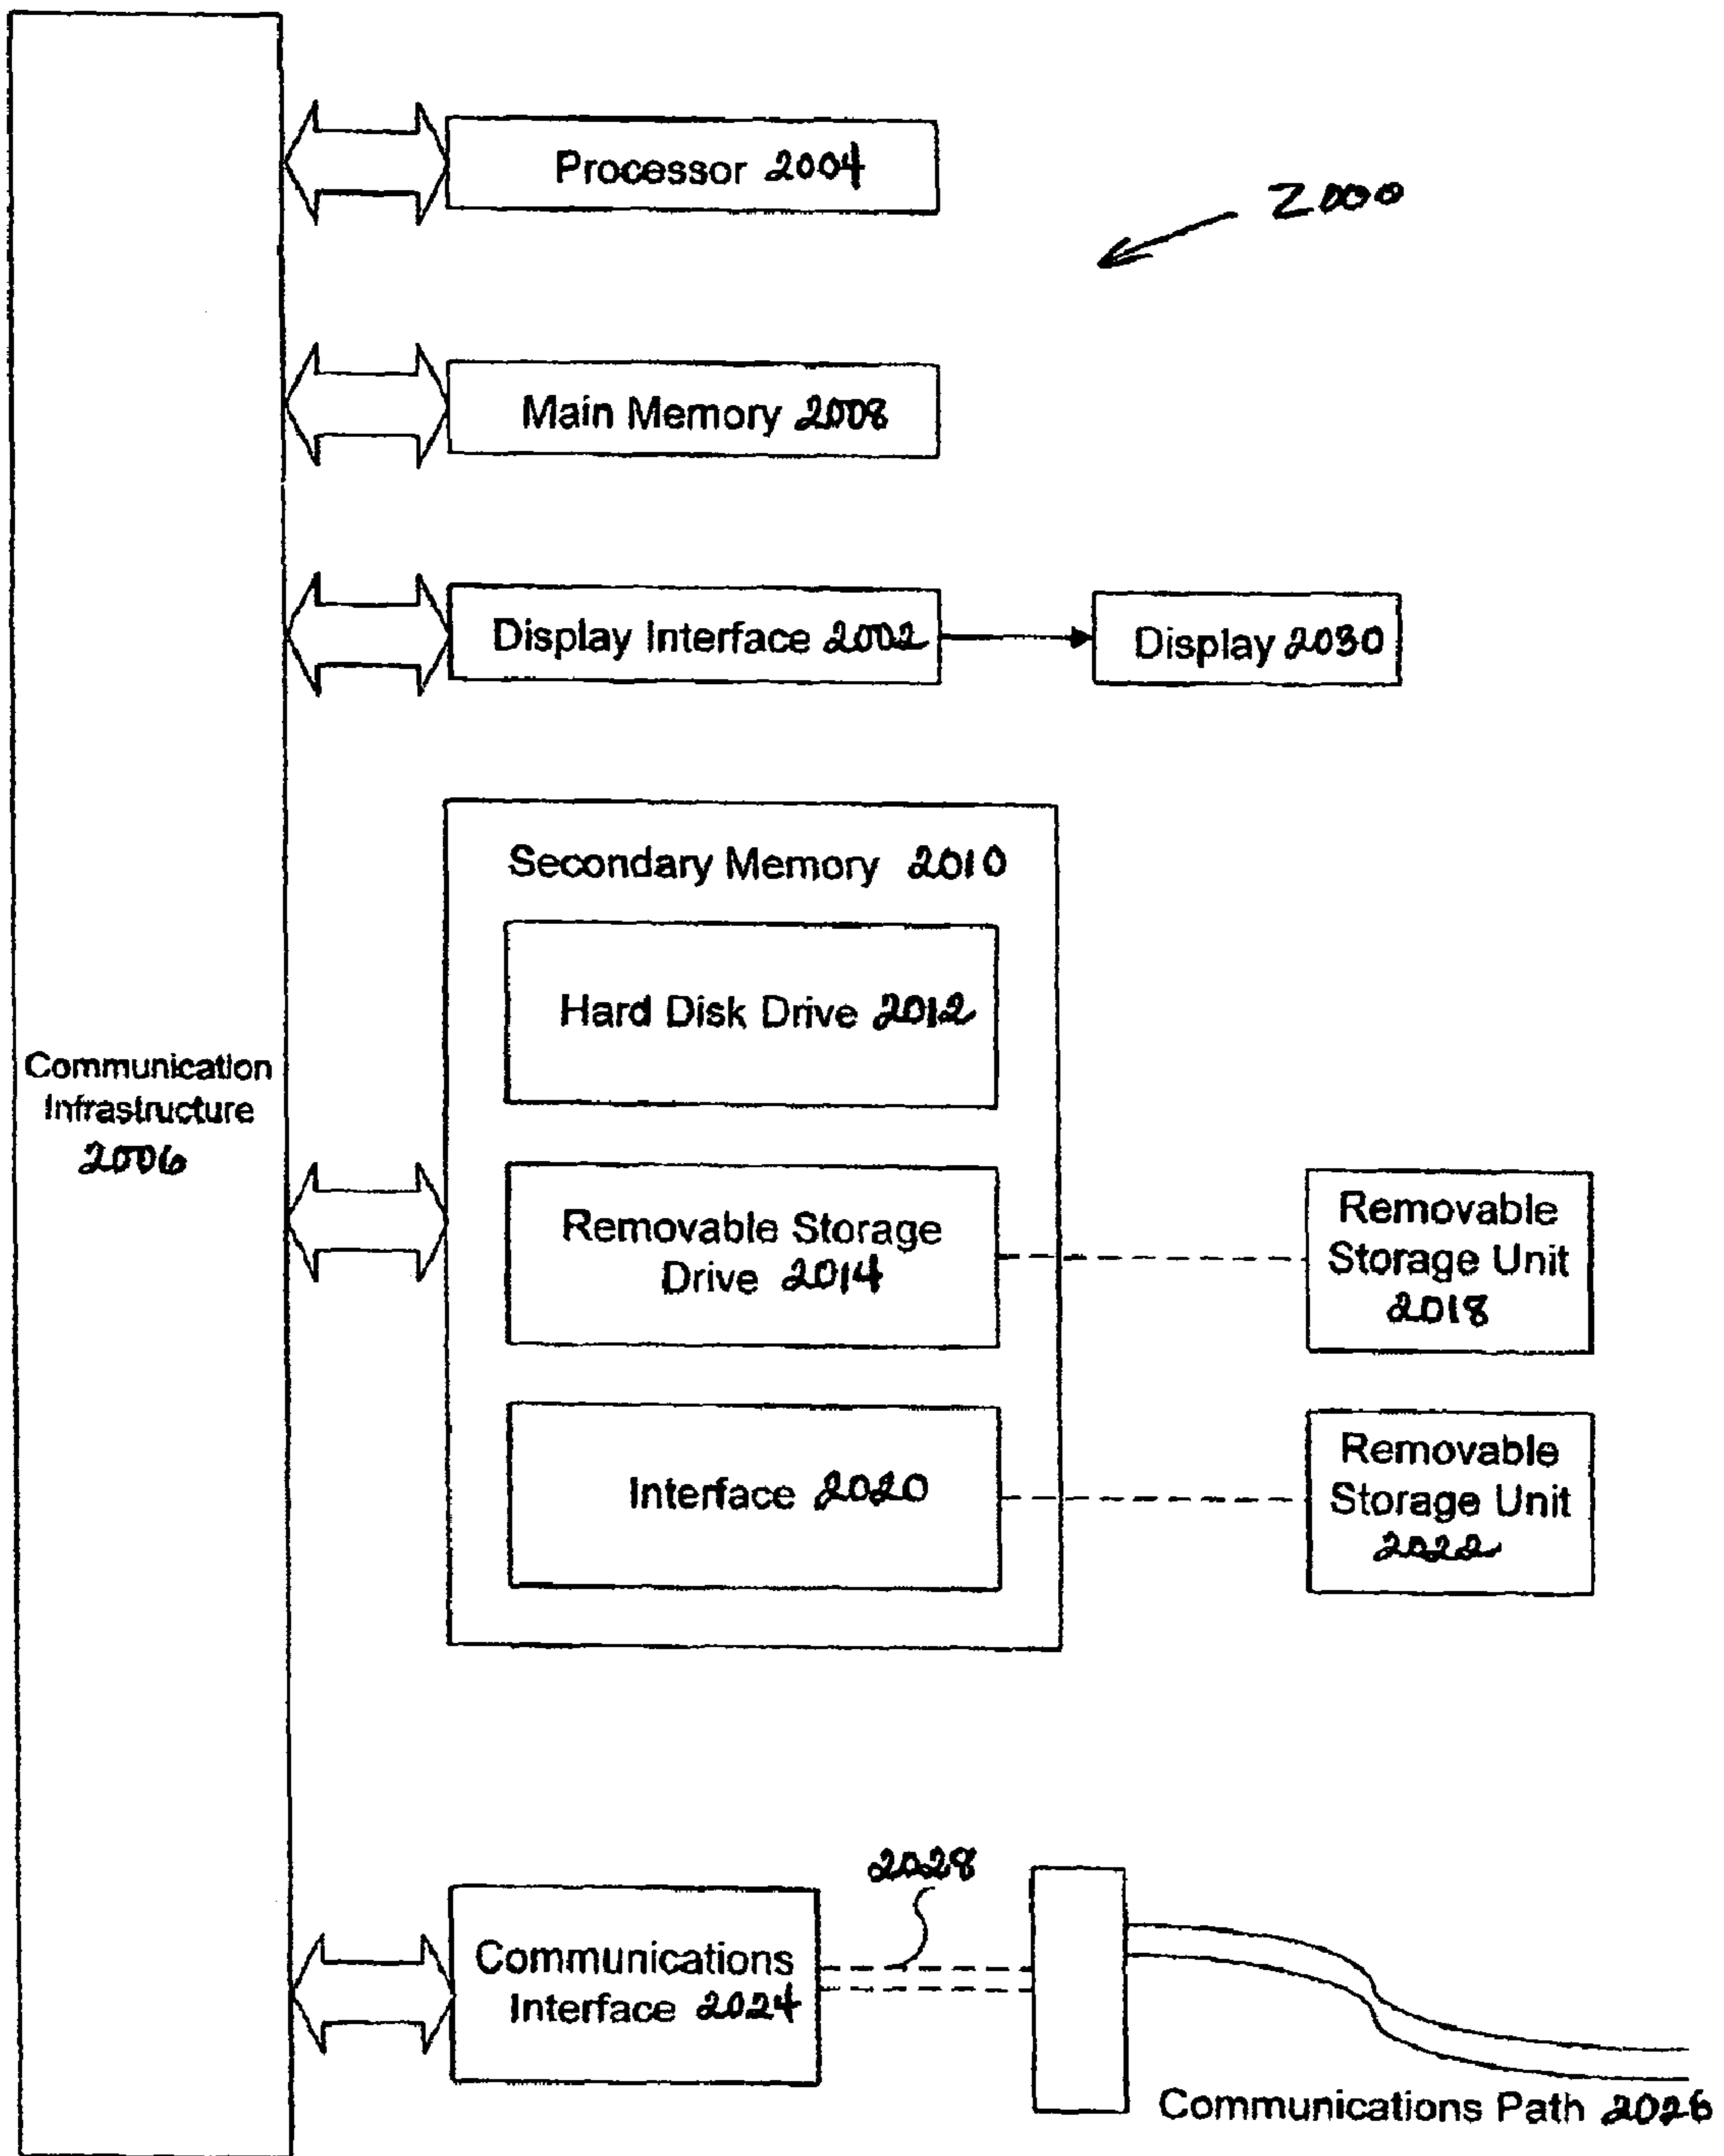 Processor 2004
2000
Main Memory 2008
Display Interface 2002
Display 2030
Secondary Memory 2010
Hard Disk Drive 2012
Communication
Infrastructure
2006
Removable Storage
Drive 2014
Removable
Storage Unit
2018
Interface 2020
Removable
Storage Unit
2022
2028
Communications
Interface 2024
Communications Path 2026